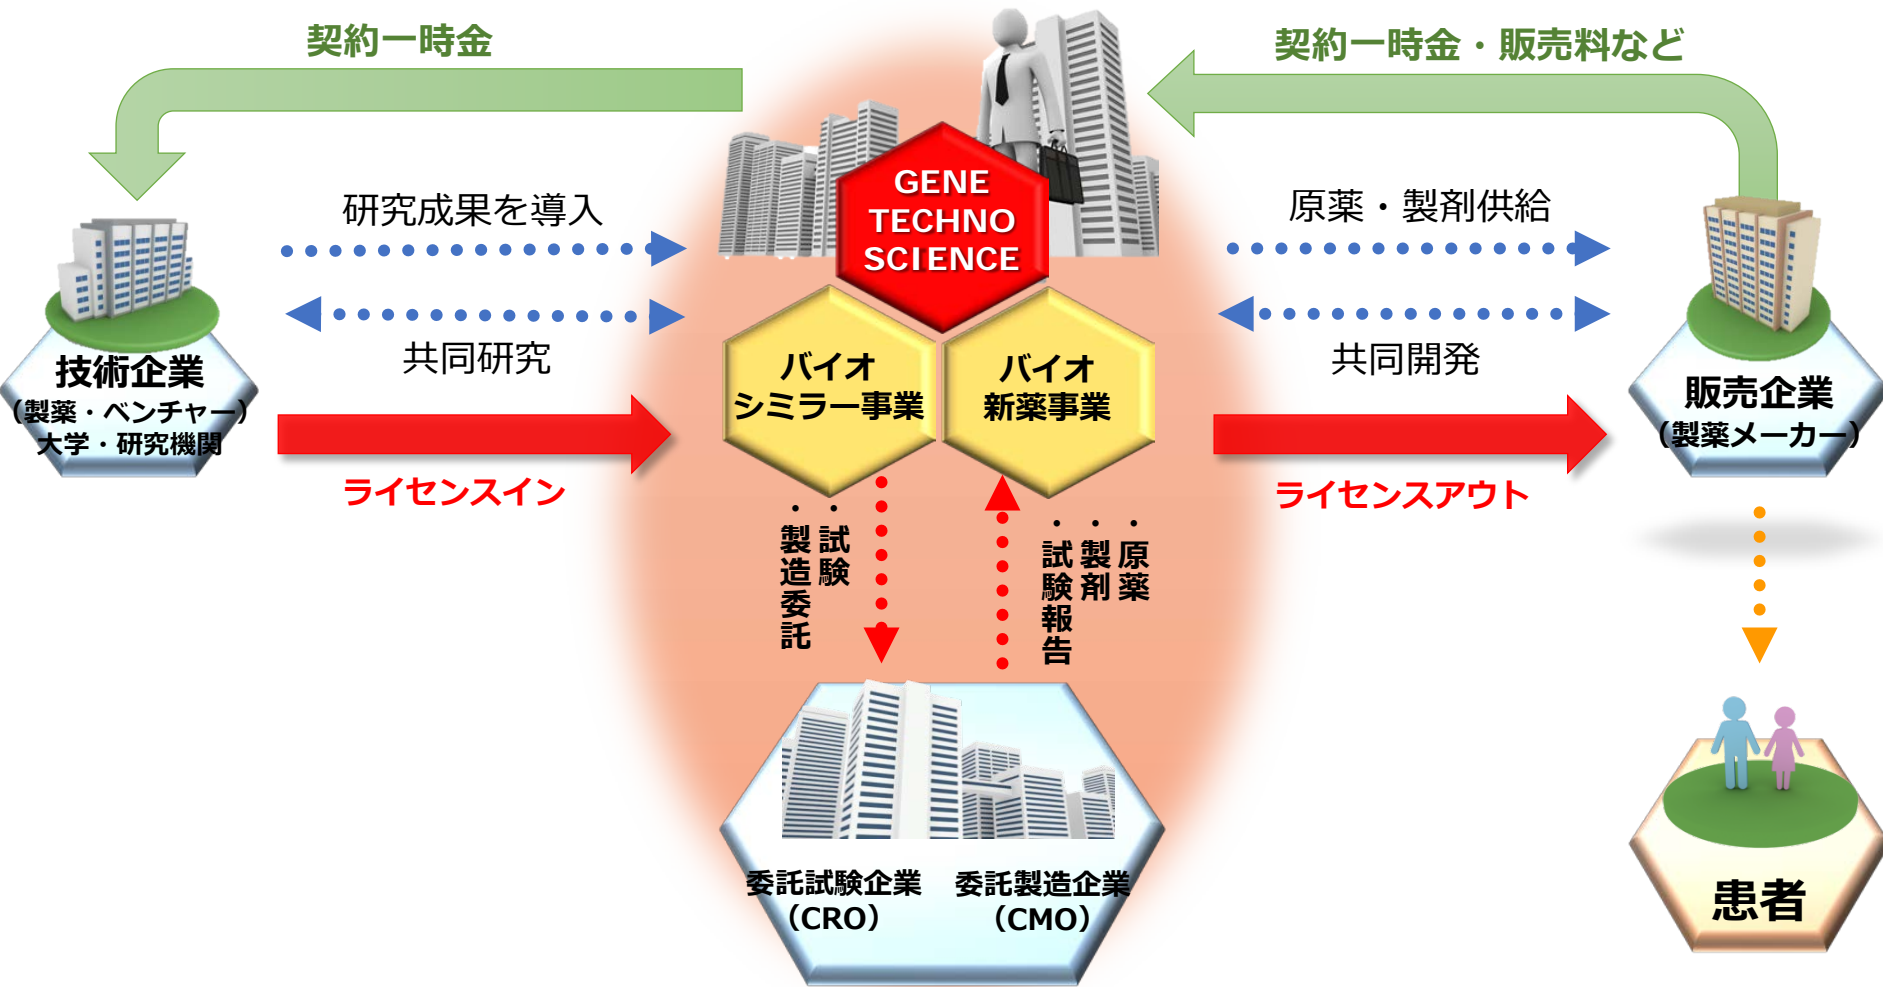 契約一時金
契約一時金・販売料など
GENE
TECHNO
SCIENCE
研究成果を導入
共同研究
ライセンスイン
技術企業
（製薬・ベンチャー）
大学・研究機関
バイオ
シミラー事業
バイオ
新薬事業
原薬・製剤供給
共同開発
ライセンスアウト
販売企業
（製薬メーカー）
・試験
・製造委託
・原薬
・製剤
・試験報告
委託試験企業
（CRO）
委託製造企業
（CMO）
患者